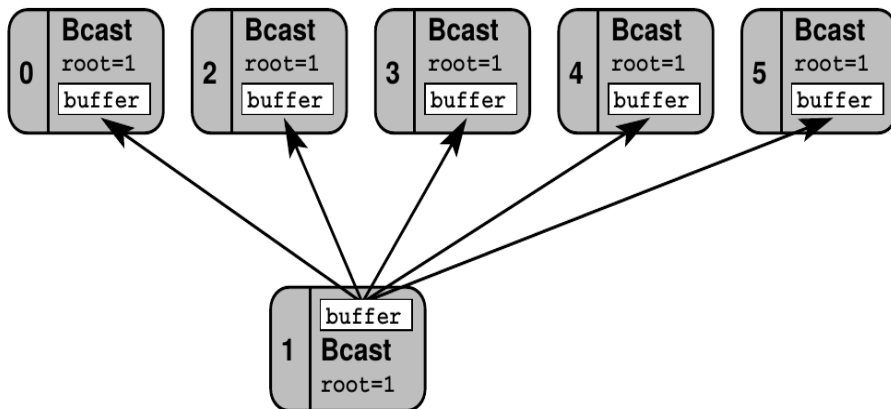 0
Bcast
root=1
buffer
2
Bcast
root=1
buffer
3
Bcast
root=1
buffer
4
Bcast
root=1
buffer
5
Bcast
root=1
buffer
1
buffer
Bcast
root=1